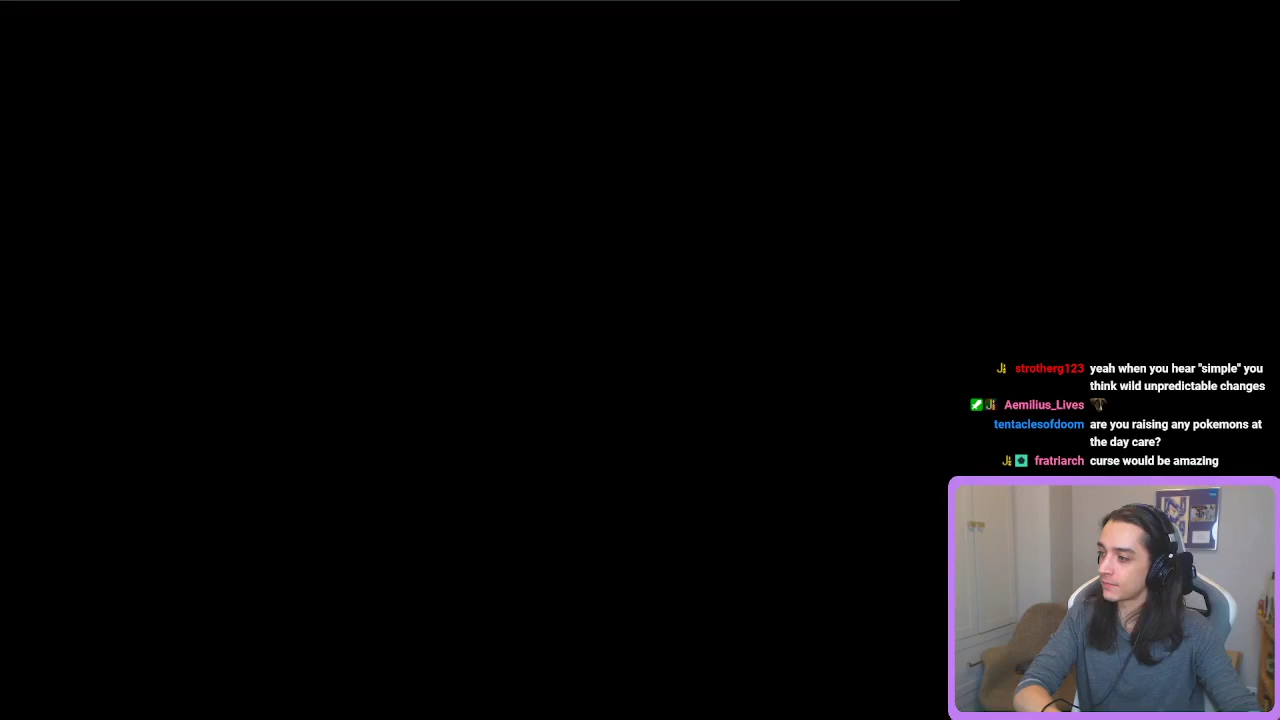 strotherg123 yeah when you hear "simple" you
think wild unpredictable changes
Aemilius_Lives
tentaclesofdoom are you raising any pokemons at
the day care?
fratriarch curse would be amazing